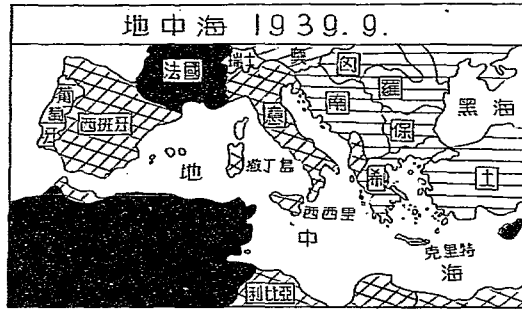 地中海 1939.9.
法國
瑞士
奧
匈
羅
黑海
葡萄牙
西班牙
意
南
保
地
撒丁島
希
土
西西里
中
克里特
海
利比亞